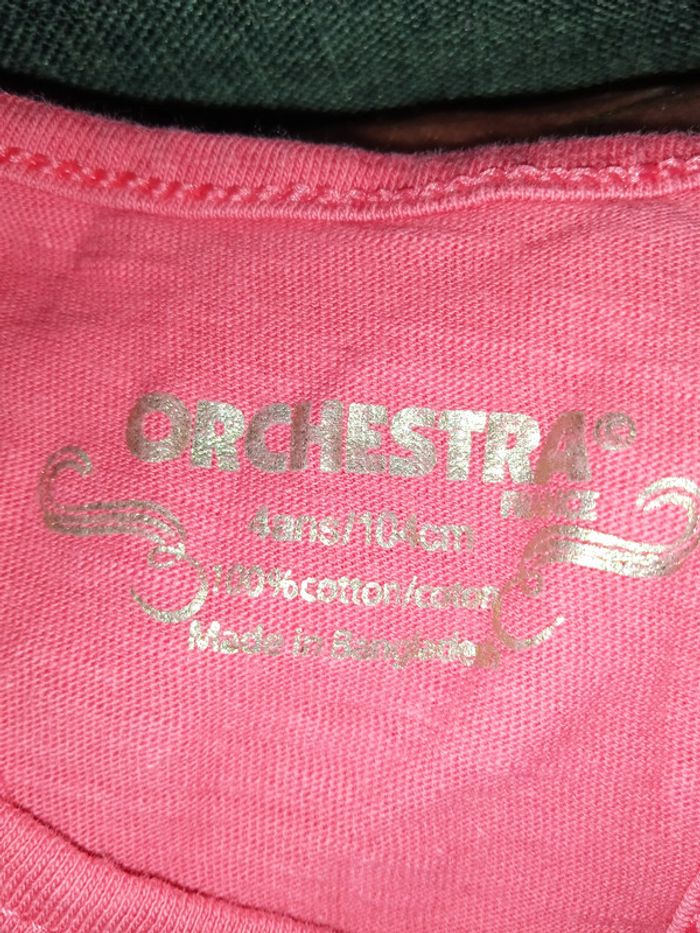 ORCHESTRA®
FRANCE
4ans/104cm
100%cotton/coton
Made in Bangladesh